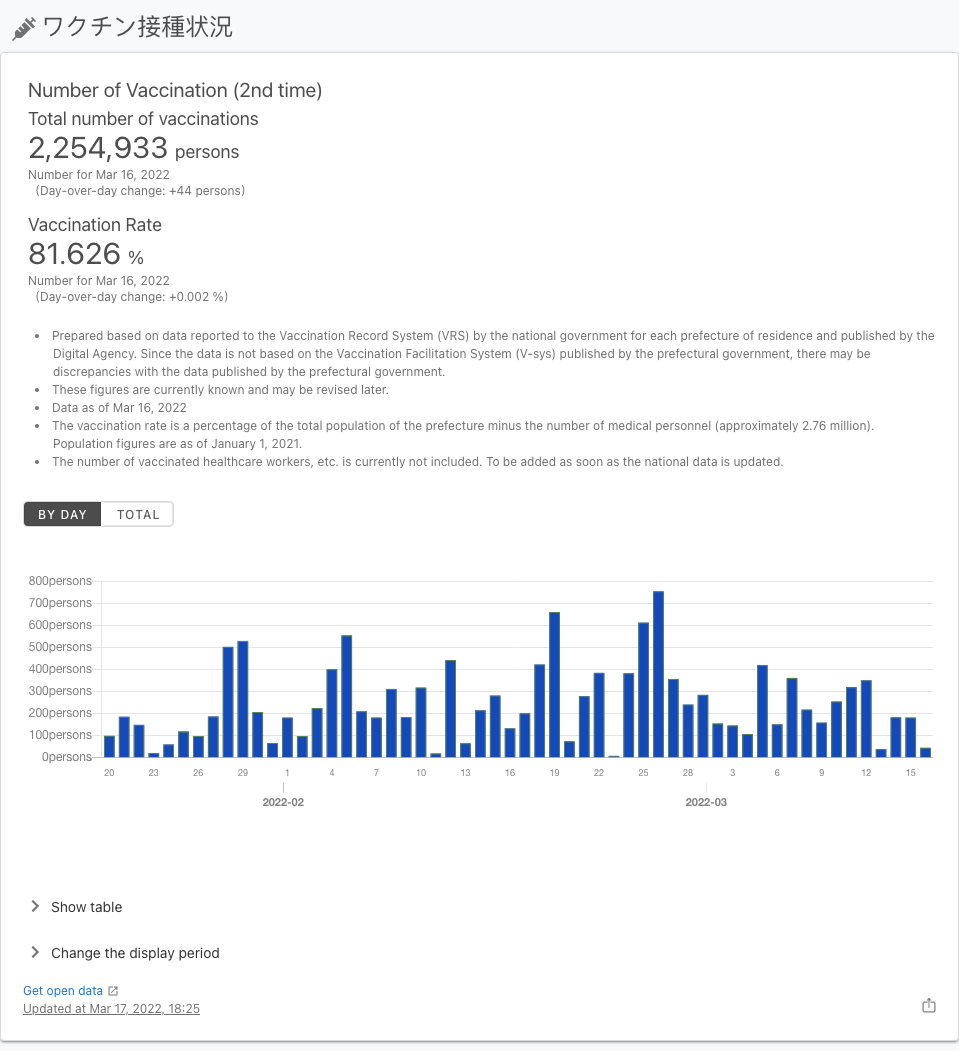 ワクチン接種状況
Number of Vaccination (2nd time)
Total number of vaccinations
2,254,933 persons
Number for Mar 16, 2022
(Day-over-day change: +44 persons)
Vaccination Rate
81.626 %
Number for Mar 16, 2022
(Day-over-day change: +0.002 %)
• Prepared based on data reported to the Vaccination Record System (VRS) by the national government for each prefecture of residence and published by the
Digital Agency. Since the data is not based on the Vaccination Facilitation System (V-sys) published by the prefectural government, there may be
discrepancies with the data published by the prefectural government.
• These figures are currently known and may be revised later.
• Data as of Mar 16, 2022
• The vaccination rate is a percentage of the total population of the prefecture minus the number of medical personnel (approximately 2.76 million).
Population figures are as of January 1, 2021.
• The number of vaccinated healthcare workers, etc. is currently not included. To be added as soon as the national data is updated.
BY DAY TOTAL
800persons
700persons
600persons
500persons
400persons
300persons
200persons
100persons
0persons
20 23 26 29 1 4 7 10 13 16 19 22 25 28 3 6 9 12 15
2022-02 2022-03
Show table
Change the display period
Get open data
Updated at Mar 17, 2022, 18:25